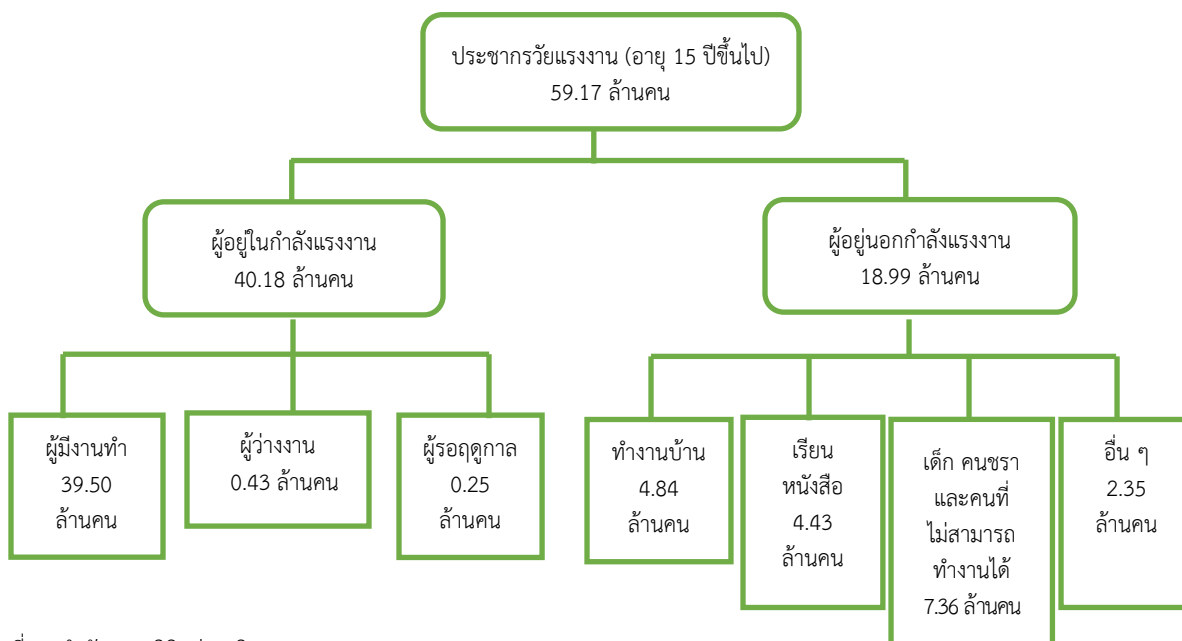 ประชากรวัยแรงงาน (อายุ 15 ปีขึ้นไป)
59.17 ล้านคน
ผู้อยู่ในกำลังแรงงาน
40.18 ล้านคน
ผู้อยู่นอกกำลังแรงงาน
18.99 ล้านคน
ผู้มีงานทำ
39.50
ล้านคน
ผู้ว่างงาน
0.43 ล้านคน
ผู้รอฤดูกาล
0.25
ล้านคน
ทำงานบ้าน
4.84
ล้านคน
เรียน
หนังสือ
4.43
ล้านคน
เด็ก คนชรา
และคนที่
ไม่สามารถ
ทำงานได้
7.36 ล้านคน
อื่น ๆ
2.35
ล้านคน